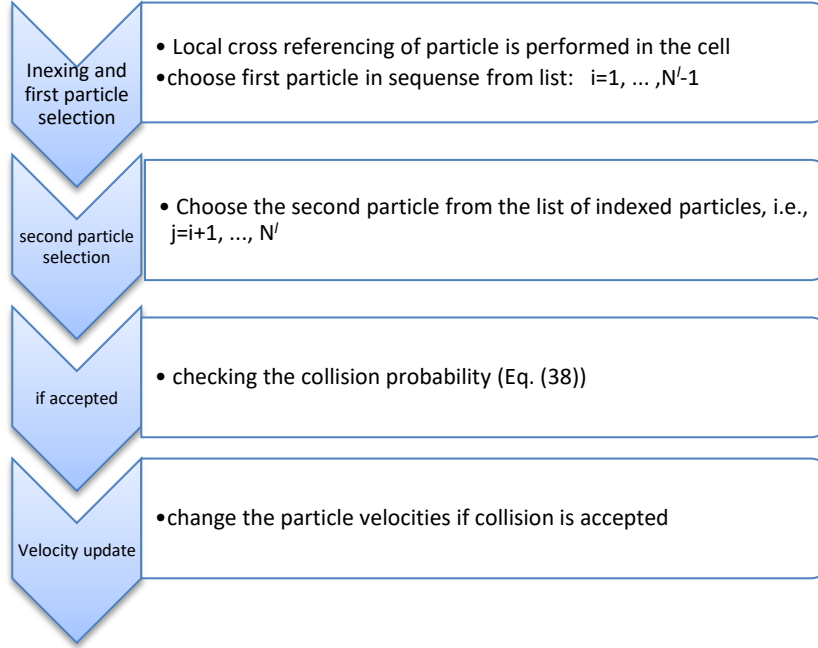 Inexing and
first particle
selection
• Local cross referencing of particle is performed in the cell
•choose first particle in sequense from list:   i=1, ... ,Nˡ-1
second particle
selection
• Choose the second particle from the list of indexed particles, i.e.,
j=i+1, ..., Nˡ
if accepted
• checking the collision probability (Eq. (38))
Velocity update
•change the particle velocities if collision is accepted